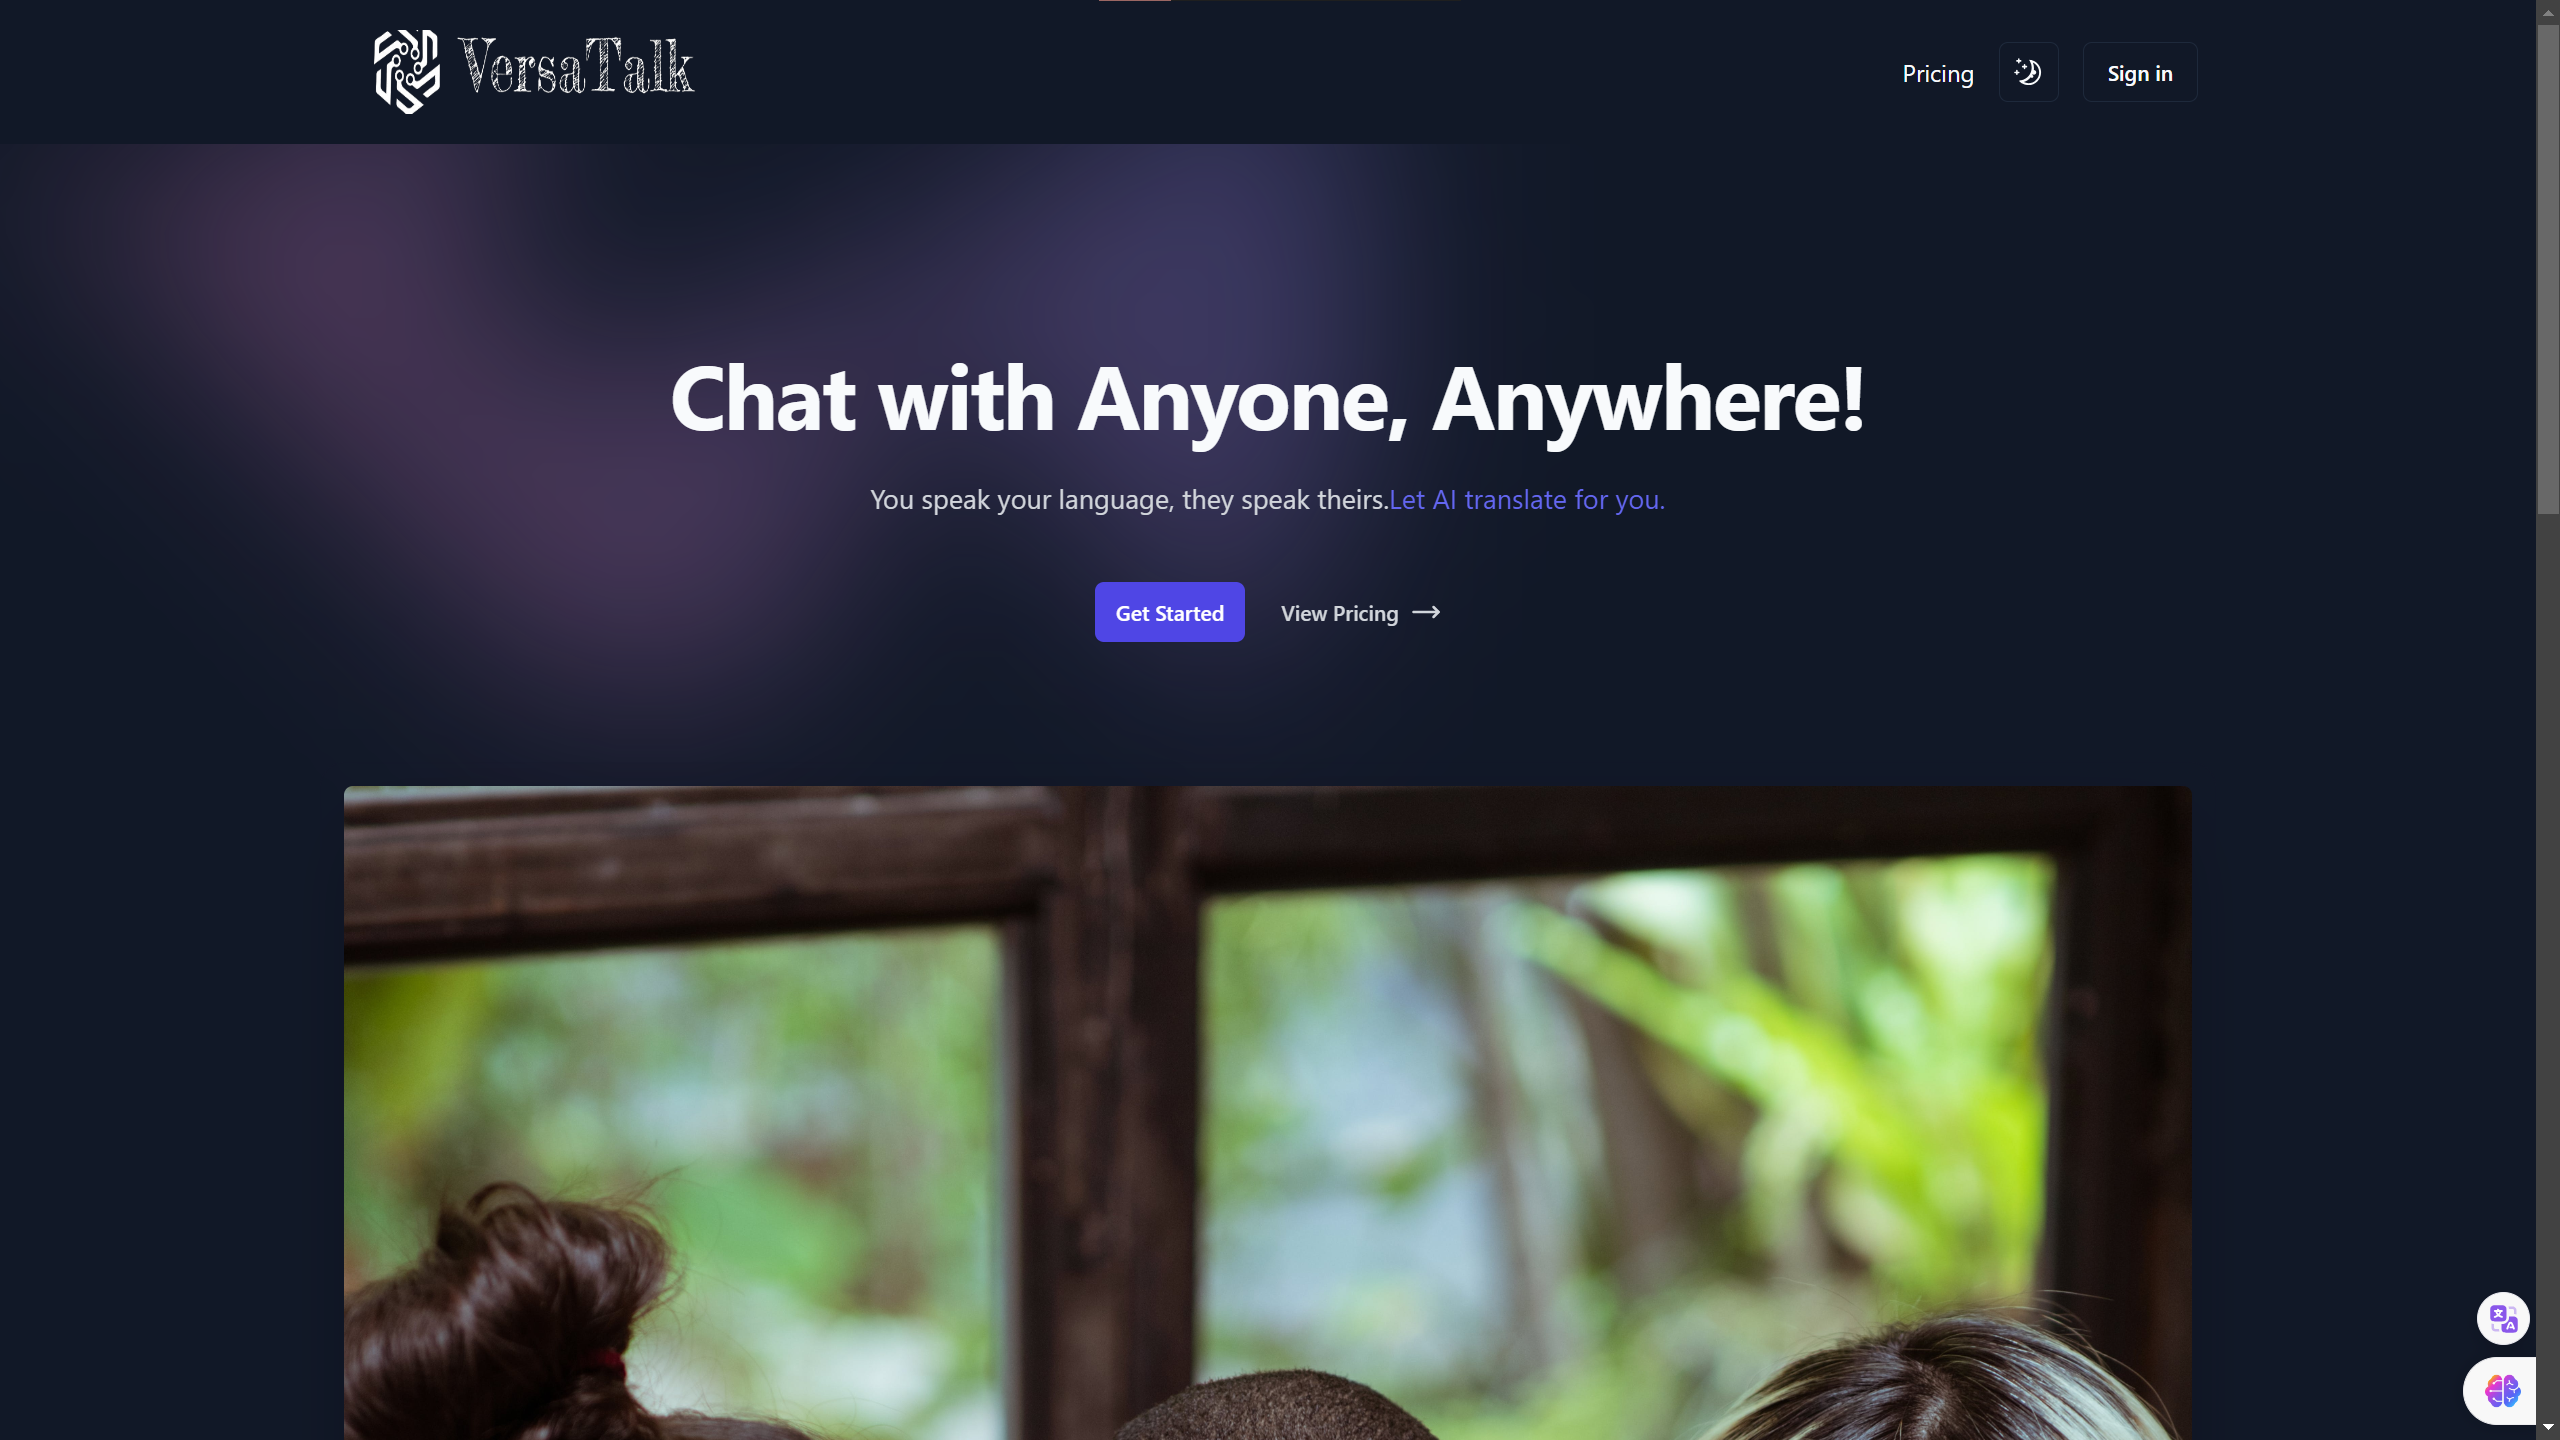 VersaTalk
Pricing
Sign in
Chat with Anyone, Anywhere!
You speak your language, they speak theirs.Let AI translate for you.
Get Started
View Pricing